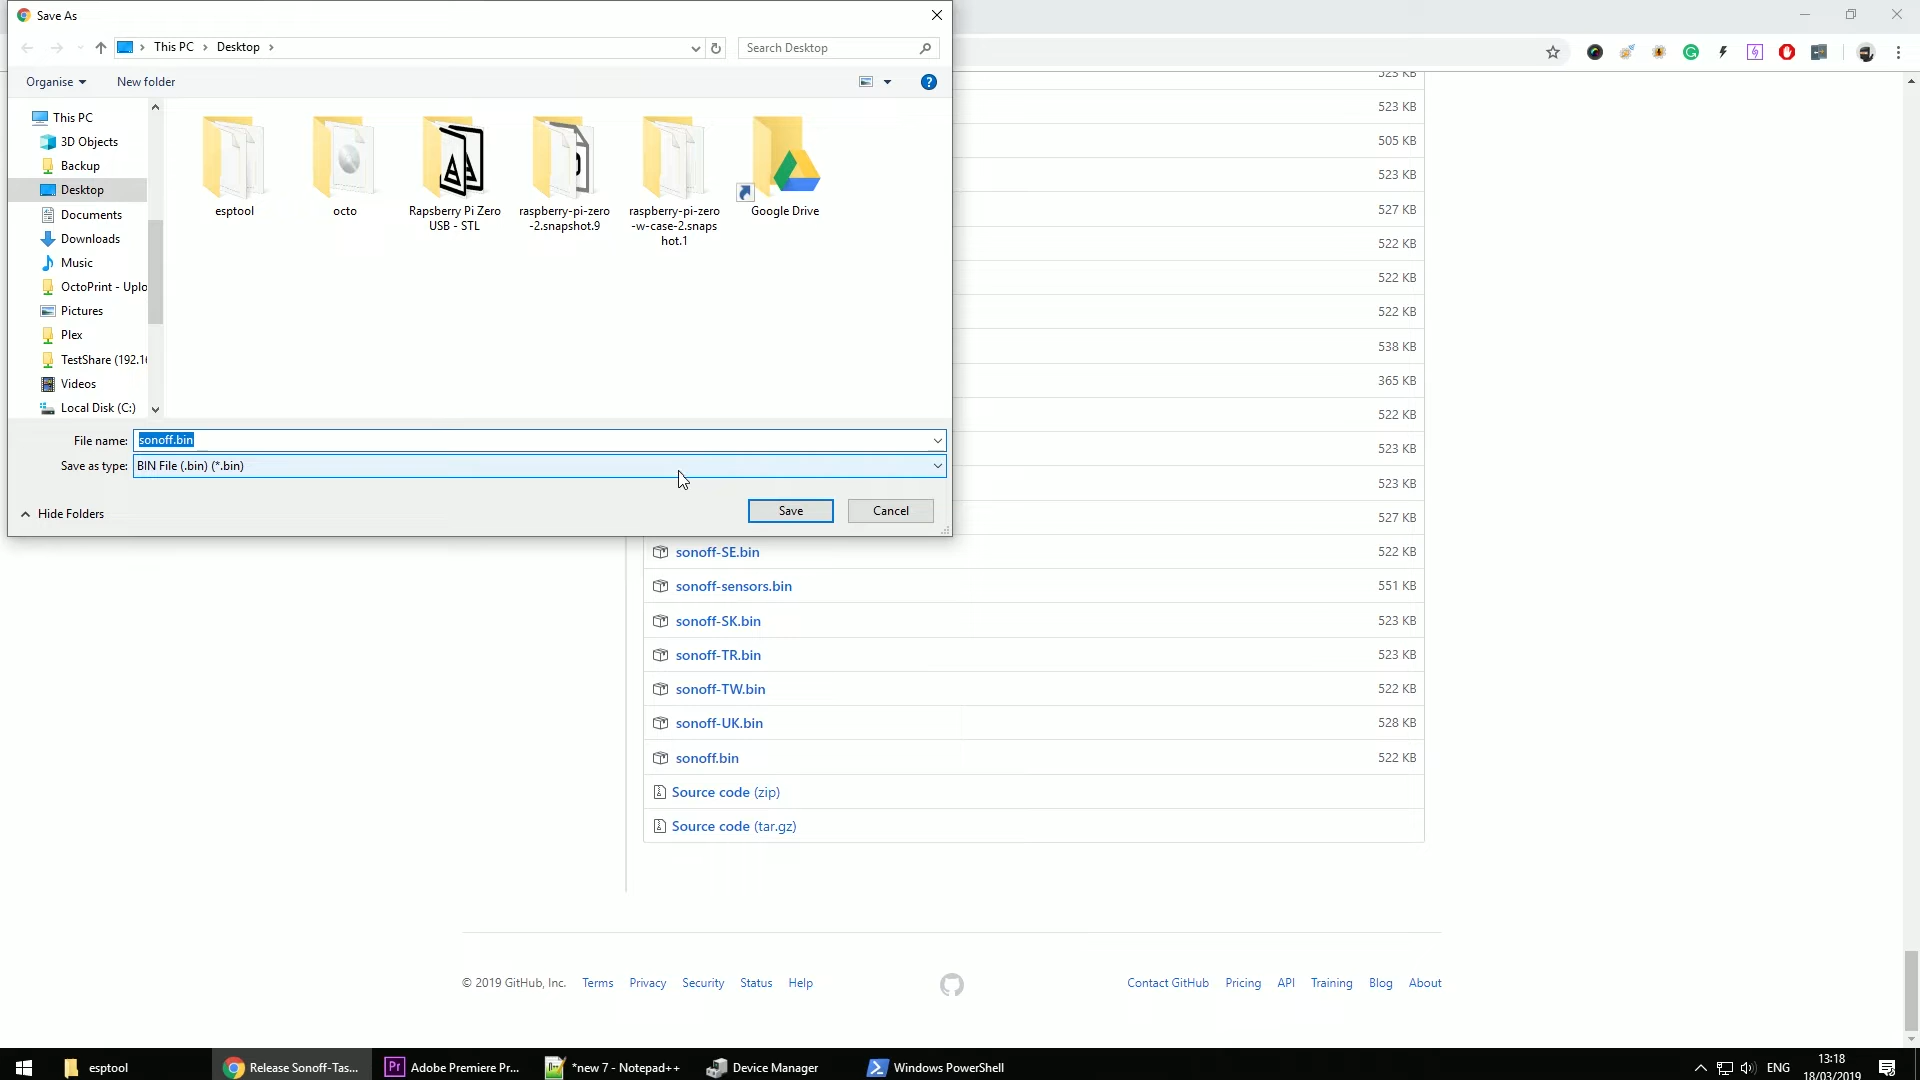 Save As
This PC
Desktop
Search Desktop
Organise
New folder
This PC
3D Objects
Backup
Desktop
Documents
Downloads
Music
OctoPrint - Uplo
Pictures
Plex
TestShare (192.16
Videos
Local Disk (C:)
esptool
octo
Rapsberry Pi Zero
USB - STL
raspberry-pi-zero
-2.snapshot.9
raspberry-pi-zero
-w-case-2.snaps
hot.1
Google Drive
File name: sonoff.bin
Save as type: BIN File (.bin) (*.bin)
Hide Folders
Save
Cancel
523 KB
523 KB
505 KB
523 KB
527 KB
522 KB
522 KB
522 KB
538 KB
365 KB
522 KB
523 KB
523 KB
527 KB
sonoff-SE.bin 522 KB
sonoff-sensors.bin 551 KB
sonoff-SK.bin 523 KB
sonoff-TR.bin 523 KB
sonoff-TW.bin 522 KB
sonoff-UK.bin 528 KB
sonoff.bin 522 KB
Source code (zip)
Source code (tar.gz)
© 2019 GitHub, Inc. Terms Privacy Security Status Help
Contact GitHub Pricing API Training Blog About
esptool
Release Sonoff-Tas...
Adobe Premiere Pr...
*new 7 - Notepad++
Device Manager
Windows PowerShell
ENG
13:18
18/03/2019